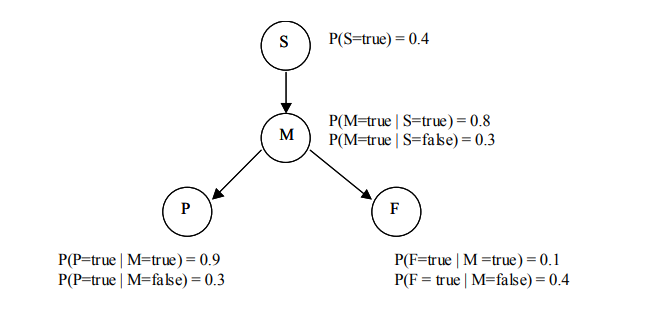 S
P(S=true) = 0.4
M
P(M=true | S=true) = 0.8
P(M=true | S=false) = 0.3
P
F
P(P=true | M=true) = 0.9
P(P=true | M=false) = 0.3
P(F=true | M =true) = 0.1
P(F = true | M=false) = 0.4